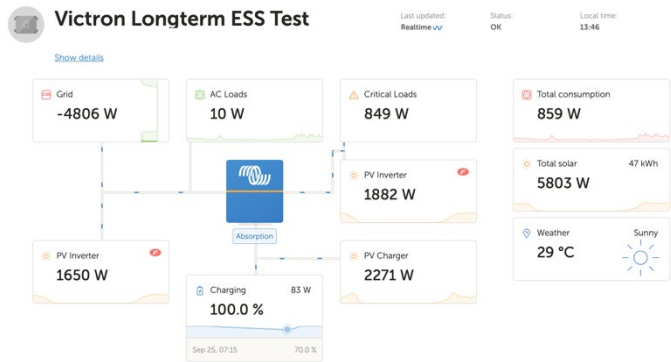 Victron Longterm ESS Test
Last updated:
Realtime
Status:
OK
Local time:
13:46
Show details
Grid
-4806 W
AC Loads
10 W
Critical Loads
849 W
Total consumption
859 W
PV Inverter
1882 W
Total solar 47 kWh
5803 W
Absorption
PV Inverter
1650 W
PV Charger
2271 W
Weather Sunny
29 °C
Charging 83 W
100.0 %
Sep 25, 07:15 70.0 %